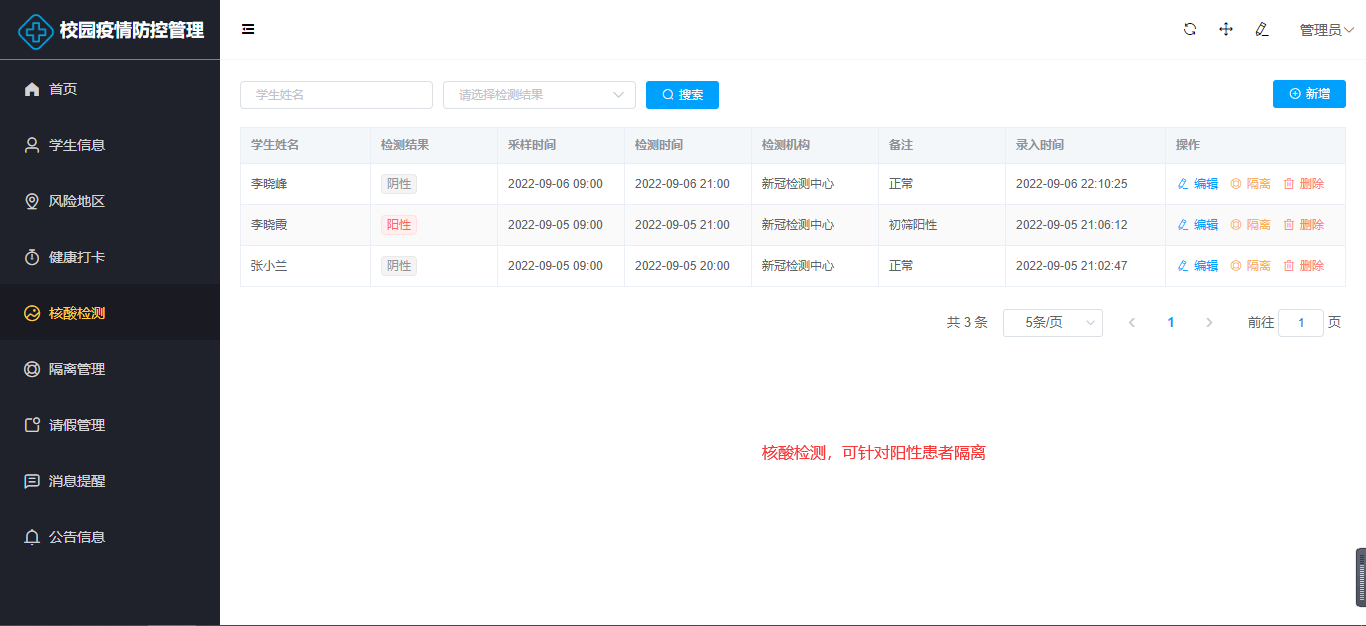 校园疫情防控管理
管理员
首页
学生信息
风险地区
健康打卡
核酸检测
隔离管理
请假管理
消息提醒
公告信息
学生姓名 请选择检测结果 搜索 新增
学生姓名 检测结果 采样时间 检测时间 检测机构 备注 录入时间 操作
李晓峰 阴性 2022-09-06 09:00 2022-09-06 21:00 新冠检测中心 正常 2022-09-06 22:10:25 编辑 隔离 删除
李晓霞 阳性 2022-09-05 09:00 2022-09-05 21:00 新冠检测中心 初筛阳性 2022-09-05 21:06:12 编辑 隔离 删除
张小兰 阴性 2022-09-05 09:00 2022-09-05 20:00 新冠检测中心 正常 2022-09-05 21:02:47 编辑 隔离 删除
共 3 条 5条/页 1 前往 1 页
核酸检测，可针对阳性患者隔离